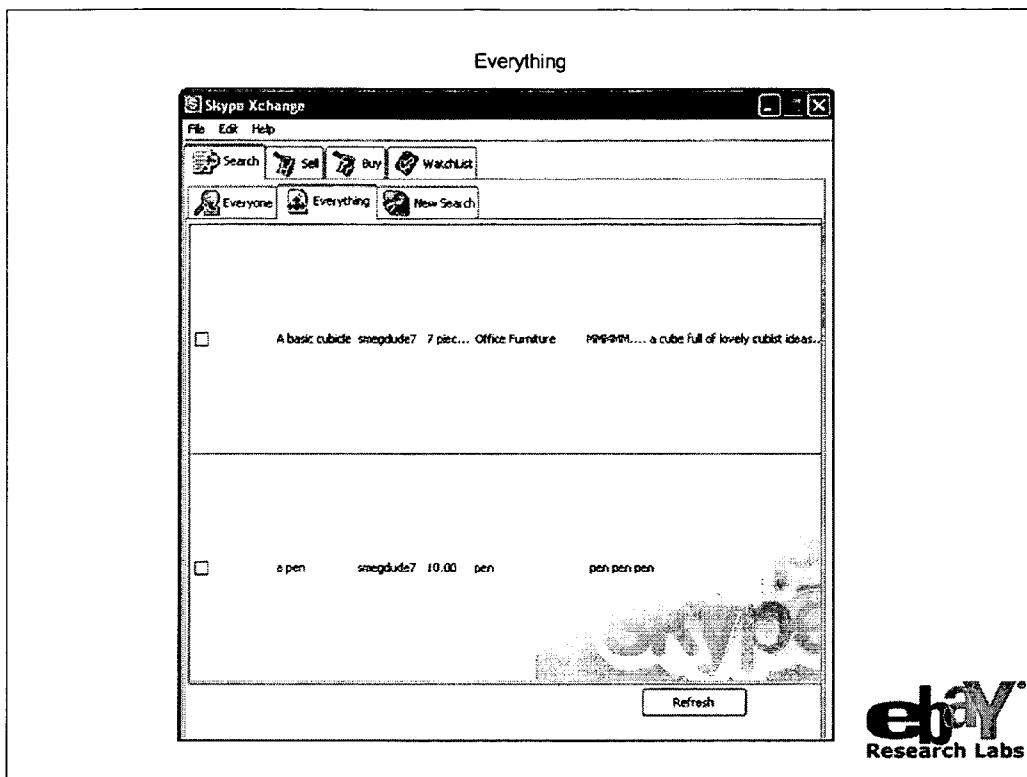 Everything
Skype Xchange
File Edit Help
Search Sell Buy WatchList
Everyone Everything New Search
A basic cubicle smegdude7 7 piec... Office Furniture MMMMM.... a cube full of lovely cubist ideas..
a pen smegdude7 10.00 pen pen pen pen
skype
Refresh
ebaY
Research Labs